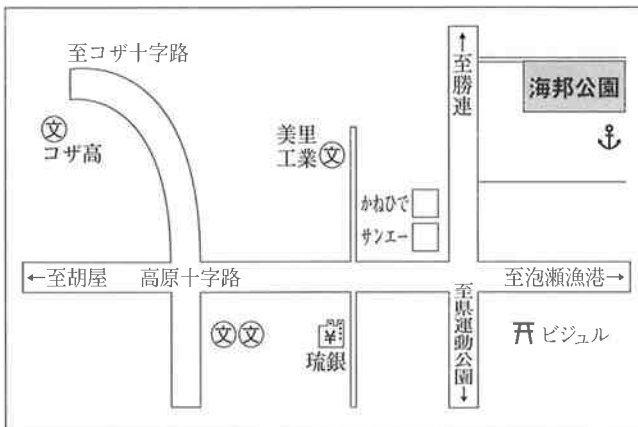 至コザ十字路
文
コザ高
美里
工業文
↑至勝連
海邦公園
かねひで
サンエー
←至胡屋
高原十字路
至泡瀬漁港→
文文
¥
琉銀
至県運動公園↓
ビジュル